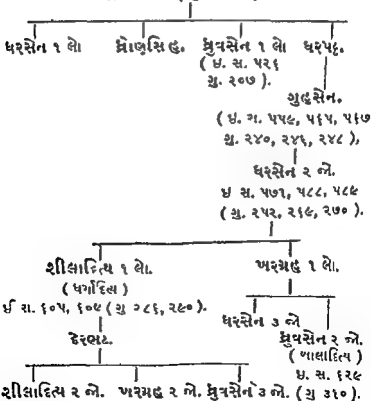 ધરસેન ૧ લો ધ્રોણસિંહ. ધ્રુવસેન ૧ લો ધરપટ્ટ.
( ઇ. સ. ૫૨૬
ગુ. ૨૦૭ ).
ગુહસેન.
( ઇ. સ. ૫૫૯, ૫૬૫, ૫૬૭
ગુ. ૨૪૦, ૨૪૬, ૨૪૮ ),
ધરસેન ૨ જો.
ઇ સ. ૫૭૧, ૫૮૮, ૫૮૯
( ગુ. ૨૫૨, ૨૬૯, ૨૭૦ ).
શીલાદિત્ય ૧ લો. ખરગ્રહ ૧ લો.
( ધર્માદિત્ય )
ઈ સ. ૬૦૫, ૬૦૯ ( ગુ ૨૮૬, ૨૯૦ ).
ધરસેન ૩ જો
ધ્રુવસેન ૨ જો.
દેરભટ.
( બાલાદિત્ય )
ઇ. સ. ૬૨૯
શીલાદિત્ય ૨ જો. ખરગ્રહ ૨ જો. ધ્રુવસેન ૩ જો. ( ગુ ૩૧૦ ).